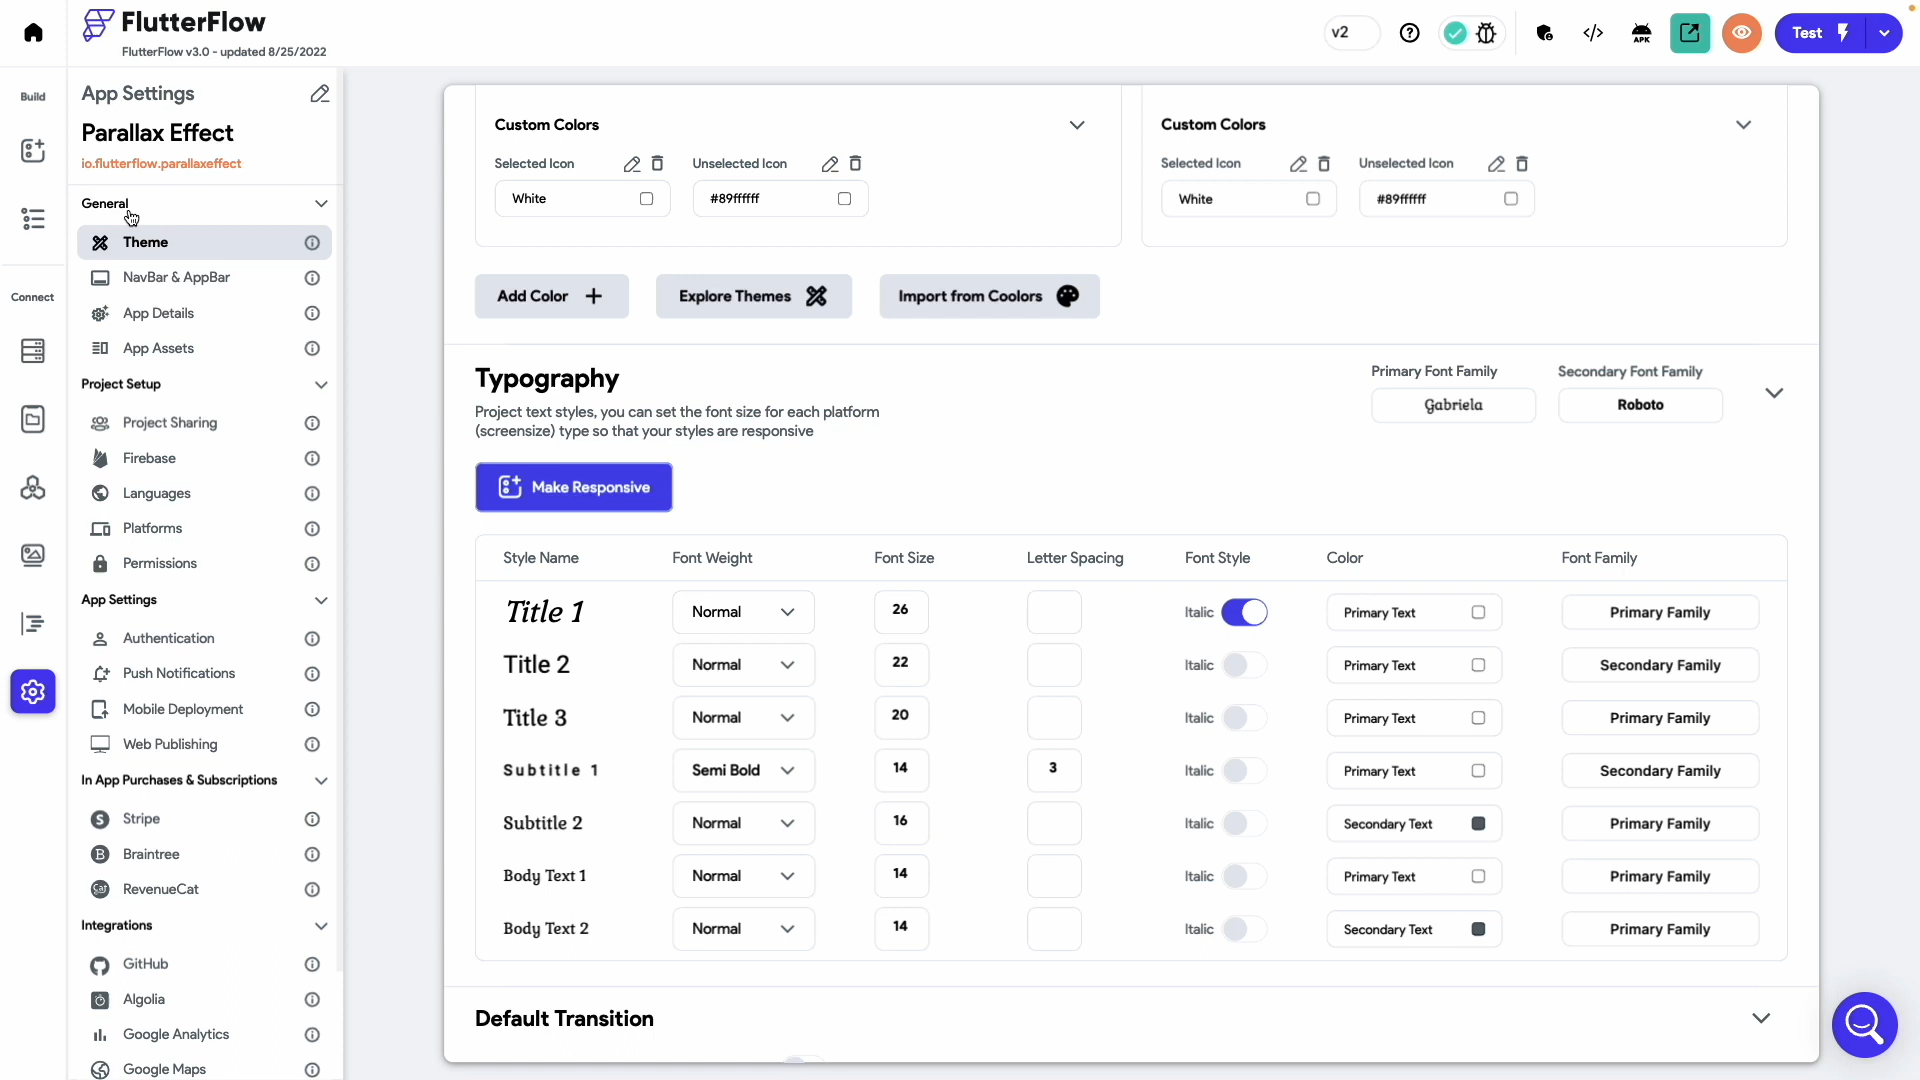 FlutterFlow
FlutterFlow v3.0 - updated 8/25/2022
v2
APK
Test
Build
Connect
App Settings
Parallax Effect
io.flutterflow.parallaxeffect
General
Theme
NavBar & AppBar
App Details
App Assets
Project Setup
Project Sharing
Firebase
Languages
Platforms
Permissions
App Settings
Authentication
Push Notifications
Mobile Deployment
Web Publishing
In App Purchases & Subscriptions
Stripe
Braintree
RevenueCat
Integrations
GitHub
Algolia
Google Analytics
Google Maps
Custom Colors
Selected Icon Unselected Icon
White #89ffffff
Custom Colors
Selected Icon Unselected Icon
White #89ffffff
Add Color Explore Themes Import from Coolors
Typography
Project text styles, you can set the font size for each platform
(screensize) type so that your styles are responsive
Primary Font Family Secondary Font Family
Gabriela Roboto
Make Responsive
Style Name Font Weight Font Size Letter Spacing Font Style Color Font Family
Title 1 Normal 26 Italic Primary Text Primary Family
Title 2 Normal 22 Italic Primary Text Secondary Family
Title 3 Normal 20 Italic Primary Text Primary Family
Subtitle 1 Semi Bold 14 3 Italic Primary Text Secondary Family
Subtitle 2 Normal 16 Italic Secondary Text Primary Family
Body Text 1 Normal 14 Italic Primary Text Primary Family
Body Text 2 Normal 14 Italic Secondary Text Primary Family
Default Transition